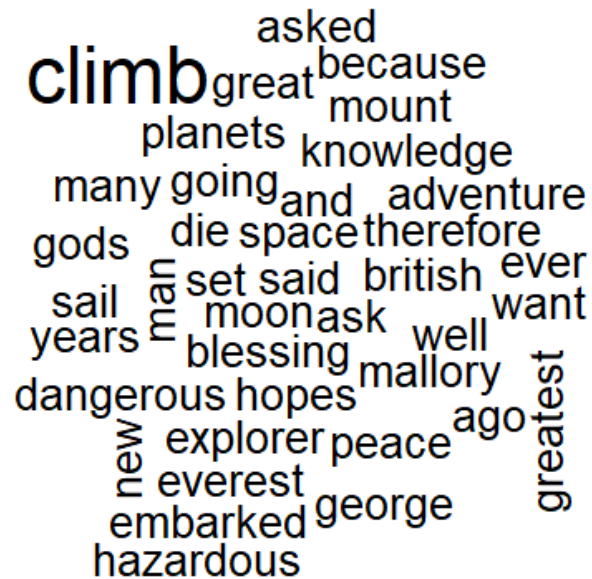 asked
climb great because
mount
planets
knowledge
many going and adventure
gods die space therefore
man set said british ever
sail moon ask want
years well
blessing mallory
dangerous hopes greatest
new explorer peace ago
everest
embarked george
hazardous